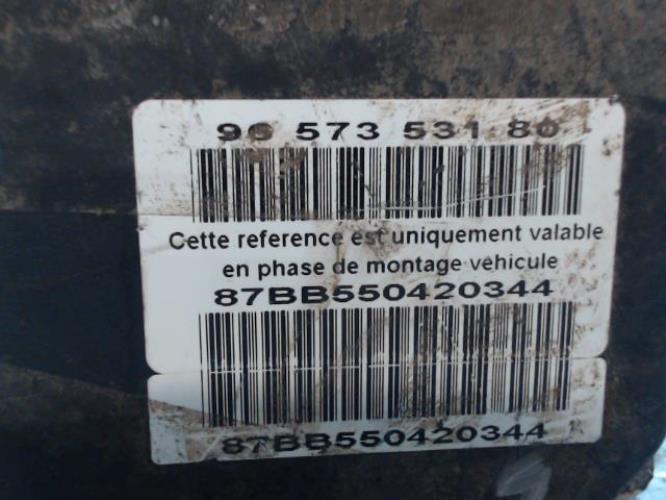 96 573 531 80
Cette reference est uniquement valable
en phase de montage vehicule
87BB550420344
87BB550420344